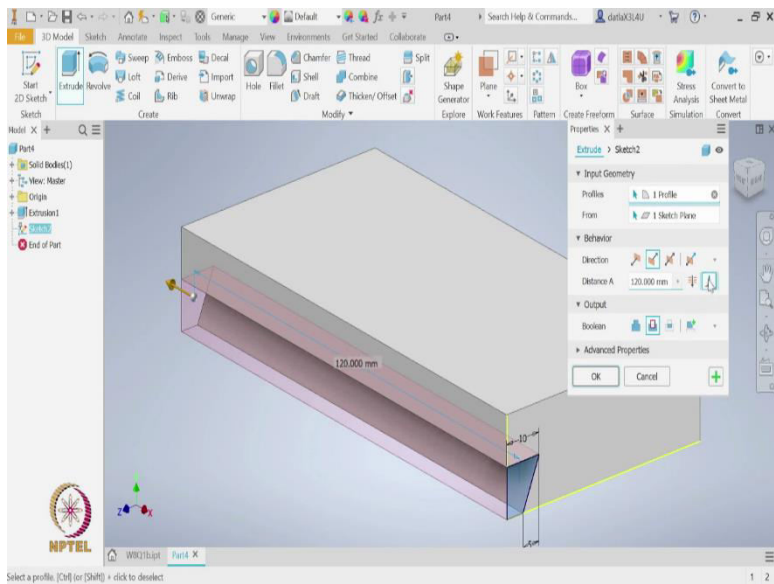 Generic
Default
Part4
Search Help & Commands...
datlaX3L4U
File 3D Model Sketch Annotate Inspect Tools Manage View Environments Get Started Collaborate
Start
2D Sketch
Extrude
Revolve
Sweep
Emboss
Decal
Loft
Derive
Import
Coil
Rib
Unwrap
Hole
Fillet
Chamfer
Thread
Split
Shell
Combine
Draft
Thicken/ Offset
Shape
Generator
Plane
Box
Stress
Analysis
Convert to
Sheet Metal
Sketch
Create
Modify
Explore
Work Features
Pattern
Create Freeform
Surface
Simulation
Convert
Model X +
Part4
Solid Bodies(1)
View: Master
Origin
Extrusion1
Sketch2
End of Part
Properties X +
Extrude > Sketch2
Input Geometry
Profiles 1 Profile
From 1 Sketch Plane
Behavior
Direction
Distance A 120.000 mm
Output
Boolean
Advanced Properties
OK Cancel
120.000 mm
10
Z X
NPTEL
Part4 X
Select a profile. [Ctrl] (or [Shift]) + click to deselect
1 2